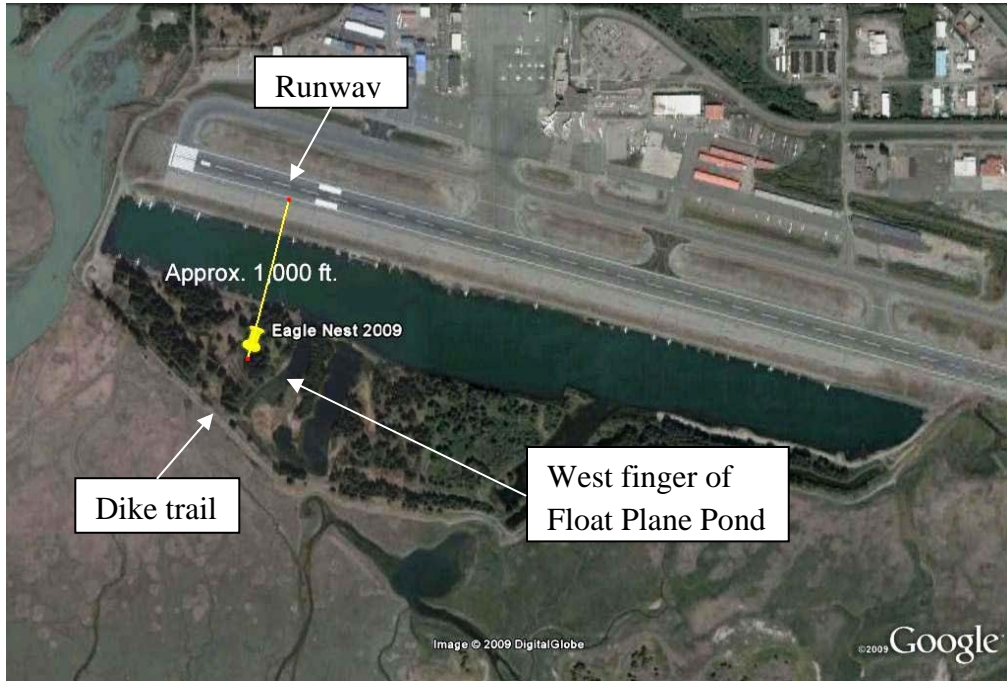 Runway
Approx. 1,000 ft.
Eagle Nest 2009
West finger of
Float Plane Pond
Dike trail
Image © 2009 DigitalGlobe
©2009 Google